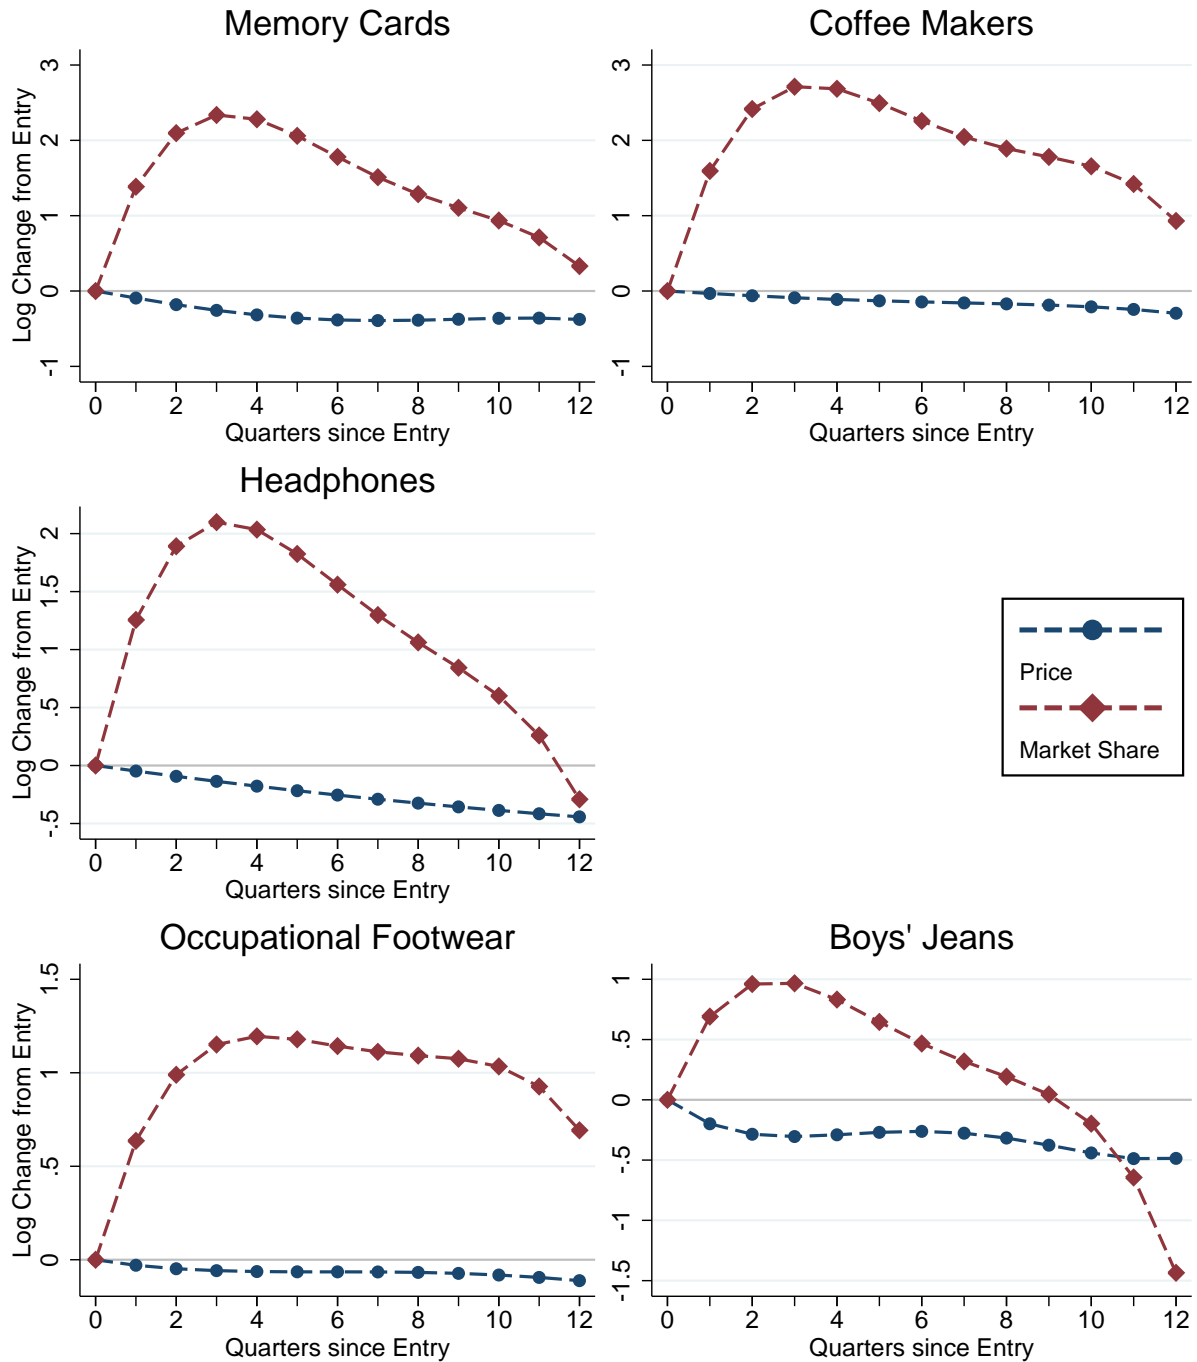 Memory Cards
Log Change from Entry
3
2
1
0
-1
0 2 4 6 8 10 12
Quarters since Entry
Coffee Makers
3
2
1
0
-1
0 2 4 6 8 10 12
Quarters since Entry
Headphones
Log Change from Entry
2
1.5
1
.5
0
-.5
0 2 4 6 8 10 12
Quarters since Entry
Price
Market Share
Occupational Footwear
Log Change from Entry
1.5
1
.5
0
0 2 4 6 8 10 12
Quarters since Entry
Boys' Jeans
1
.5
0
-.5
-1
-1.5
0 2 4 6 8 10 12
Quarters since Entry